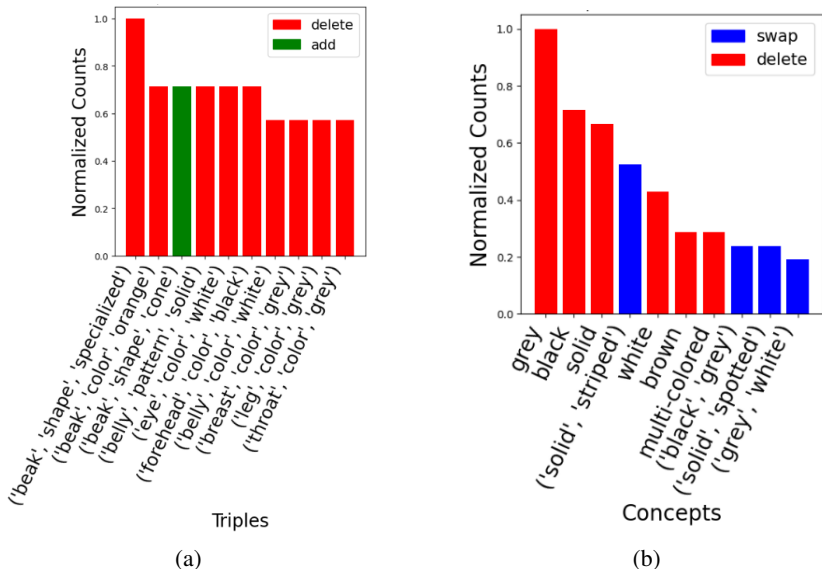 delete
add
Normalized Counts
1.0
0.8
0.6
0.4
0.2
0.0
('beak', 'shape', 'specialized')
('beak', 'color', 'orange')
('beak', 'shape', 'cone')
('belly', 'pattern', 'solid')
('eye', 'color', 'white')
('forehead', 'color', 'black')
('belly', 'color', 'white')
('breast', 'color', 'grey')
('leg', 'color', 'grey')
('throat', 'color', 'grey')
Triples
(a)
swap
delete
Normalized Counts
1.0
0.8
0.6
0.4
0.2
0.0
grey
black
solid
('solid', 'striped')
white
brown
multi-colored
('black', 'grey')
('solid', 'spotted')
('grey', 'white')
Concepts
(b)